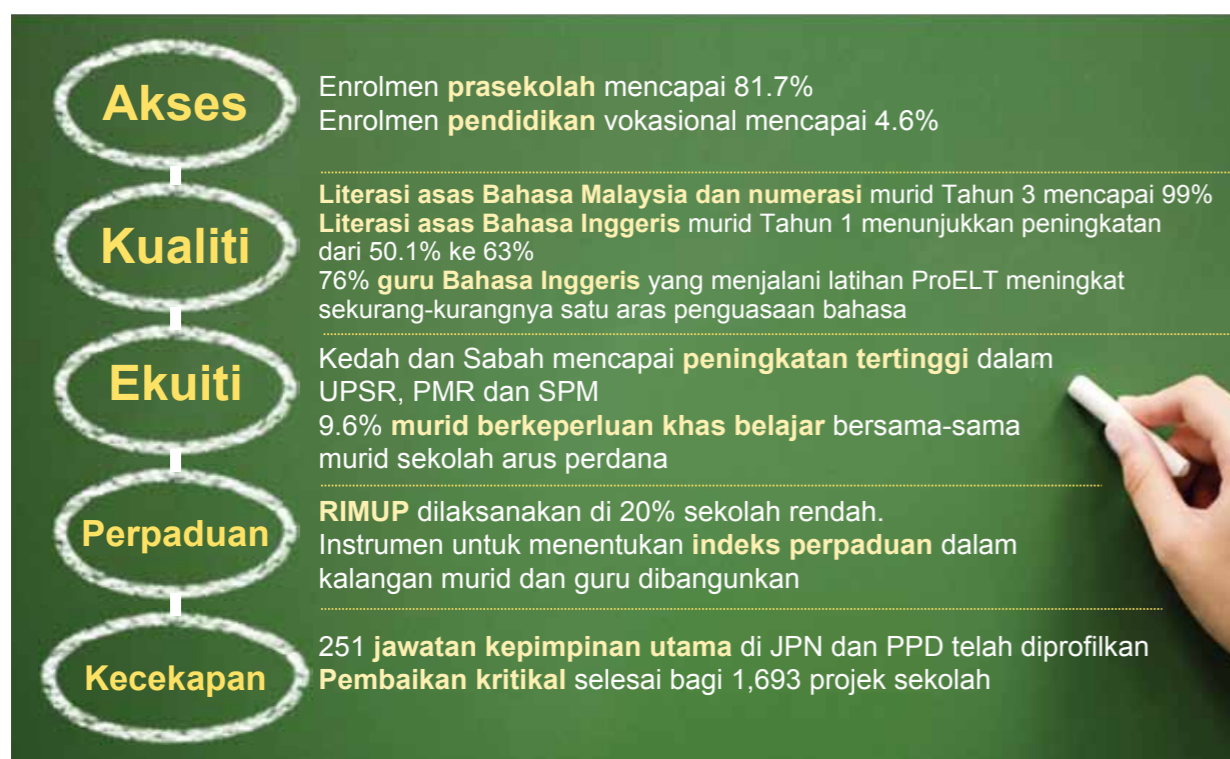 Akses
Enrolmen prasekolah mencapai 81.7%
Enrolmen pendidikan vokasional mencapai 4.6%
Kualiti
Literasi asas Bahasa Malaysia dan numerasi murid Tahun 3 mencapai 99%
Literasi asas Bahasa Inggeris murid Tahun 1 menunjukkan peningkatan
dari 50.1% ke 63%
76% guru Bahasa Inggeris yang menjalani latihan ProELT meningkat
sekurang-kurangnya satu aras penguasaan bahasa
Ekuiti
Kedah dan Sabah mencapai peningkatan tertinggi dalam
UPSR, PMR dan SPM
9.6% murid berkeperluan khas belajar bersama-sama
murid sekolah arus perdana
Perpaduan
RIMUP dilaksanakan di 20% sekolah rendah.
Instrumen untuk menentukan indeks perpaduan dalam
kalangan murid dan guru dibangunkan
Kecekapan
251 jawatan kepimpinan utama di JPN dan PPD telah diprofilkan
Pembaikan kritikal selesai bagi 1,693 projek sekolah